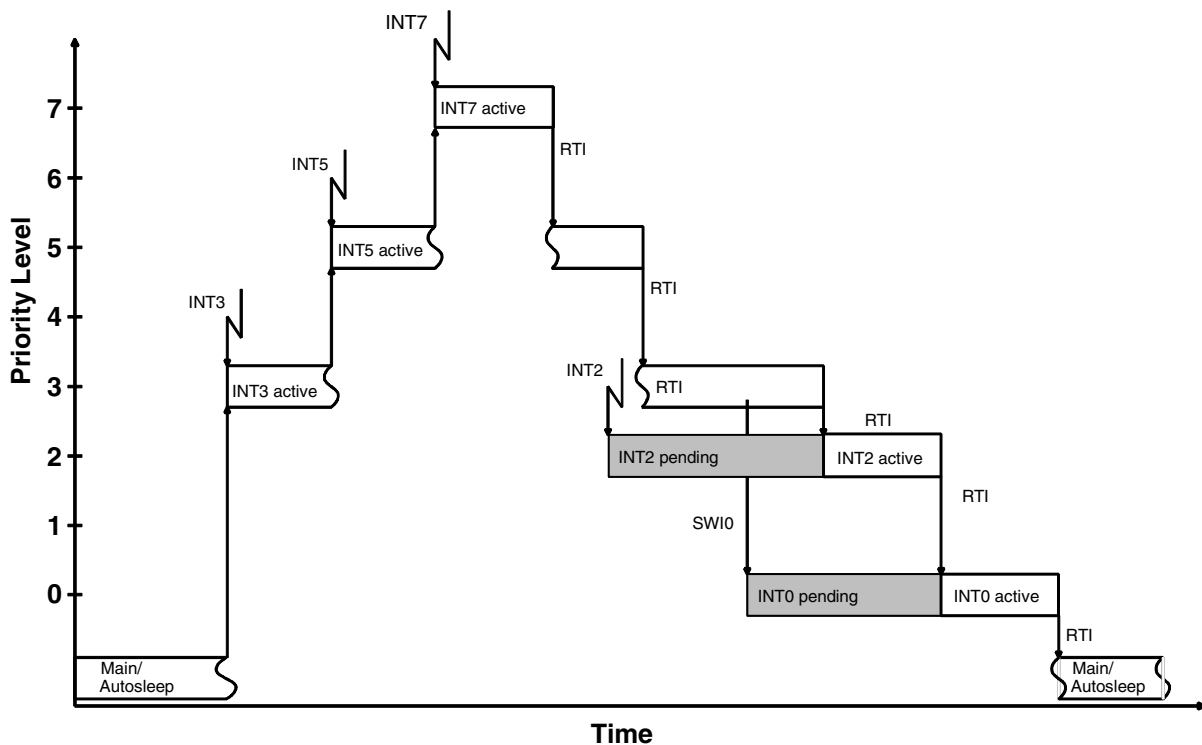 INT7
7
INT7 active
RTI
INT5
6
5
INT5 active
RTI
INT3
4
INT2
3
INT3 active
RTI
RTI
2
INT2 pending
INT2 active
RTI
1
SWI0
0
INT0 pending
INT0 active
RTI
Main/
Autosleep
Main/
Autosleep
Priority Level
Time